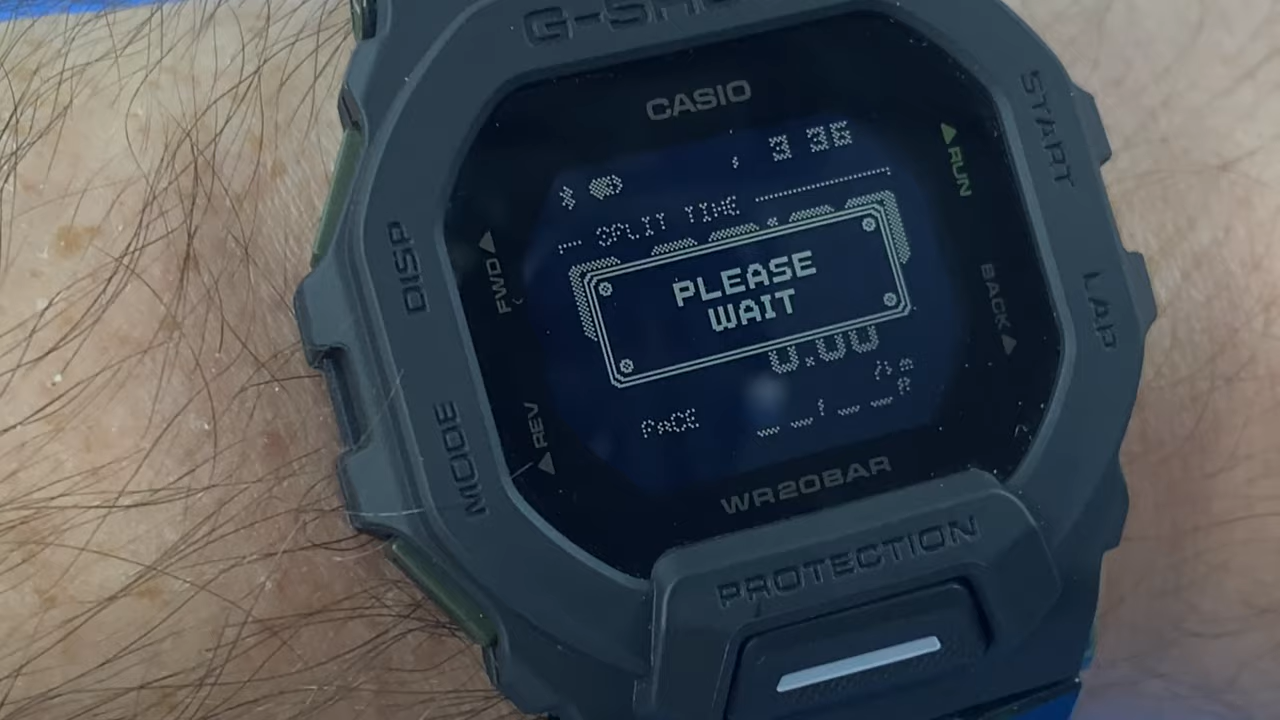 G-SHOCK
CASIO
START
RUN
3 36
SPLIT TIME
DISP
FWD
PLEASE
WAIT
BACK
LAP
0.00
PACE
REV
MODE
WR20BAR
PROTECTION